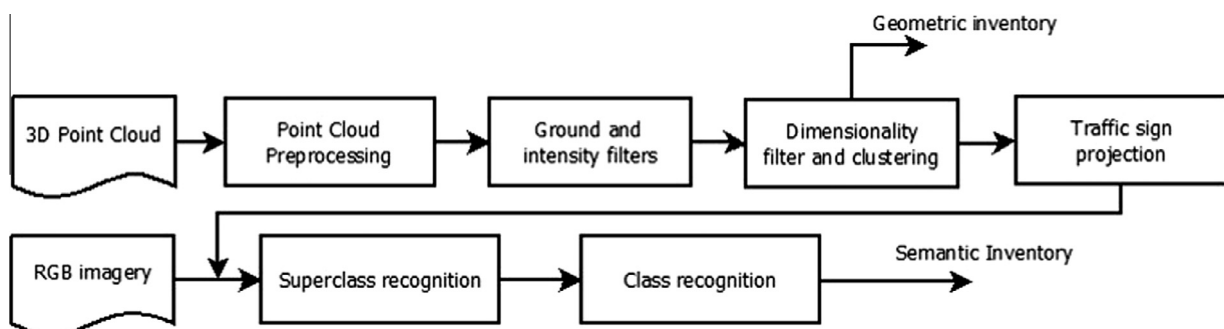 Geometric inventory
3D Point Cloud
Point Cloud
Preprocessing
Ground and
intensity filters
Dimensionality
filter and clustering
Traffic sign
projection
RGB imagery
Superclass recognition
Class recognition
Semantic Inventory